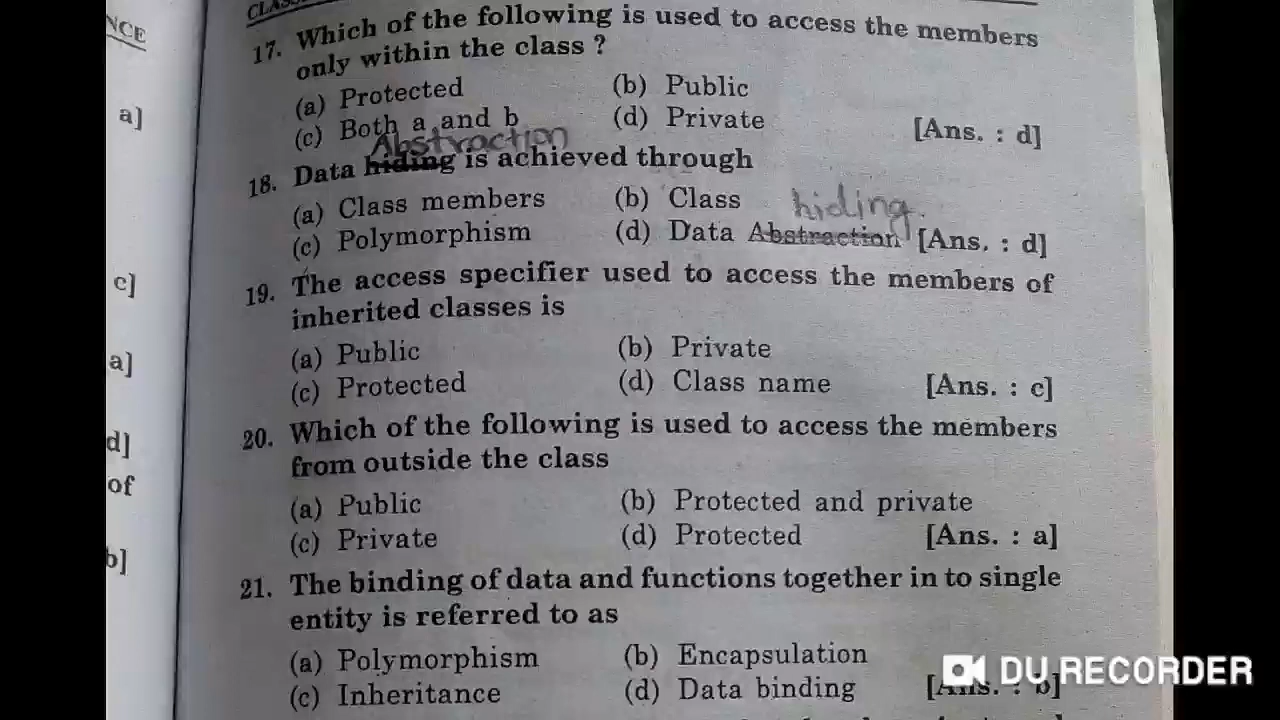 NCE
a]
c]
a]
d]
of
b]
17. Which of the following is used to access the members
only within the class ?
(a) Protected (b) Public
(c) Both a and b (d) Private [Ans. : d]
Abstraction
18. Data hiding is achieved through
(a) Class members (b) Class hiding.
(c) Polymorphism (d) Data Abstraction [Ans. : d]
19. The access specifier used to access the members of
inherited classes is
(a) Public (b) Private
(c) Protected (d) Class name [Ans. : c]
20. Which of the following is used to access the members
from outside the class
(a) Public (b) Protected and private
(c) Private (d) Protected [Ans. : a]
21. The binding of data and functions together in to single
entity is referred to as
(a) Polymorphism (b) Encapsulation
(c) Inheritance (d) Data binding [Ans. : b]
DU RECORDER